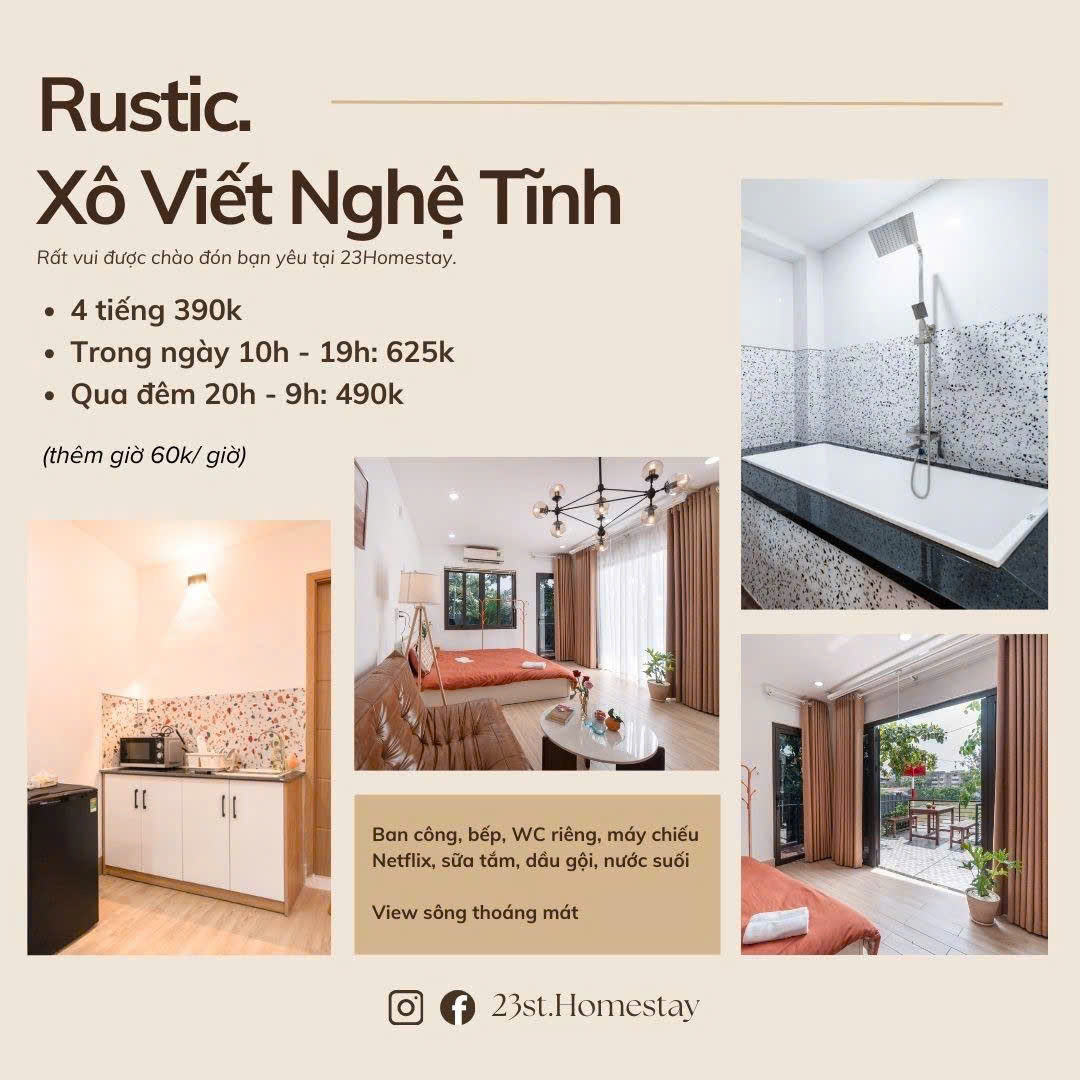 Rustic.
Xô Viết Nghệ Tĩnh
Rất vui được chào đón bạn yêu tại 23Homestay.
• 4 tiếng 390k
• Trong ngày 10h - 19h: 625k
• Qua đêm 20h - 9h: 490k
(thêm giờ 60k/ giờ)
Ban công, bếp, WC riêng, máy chiếu
Netflix, sữa tắm, dầu gội, nước suối
View sông thoáng mát
23st.Homestay